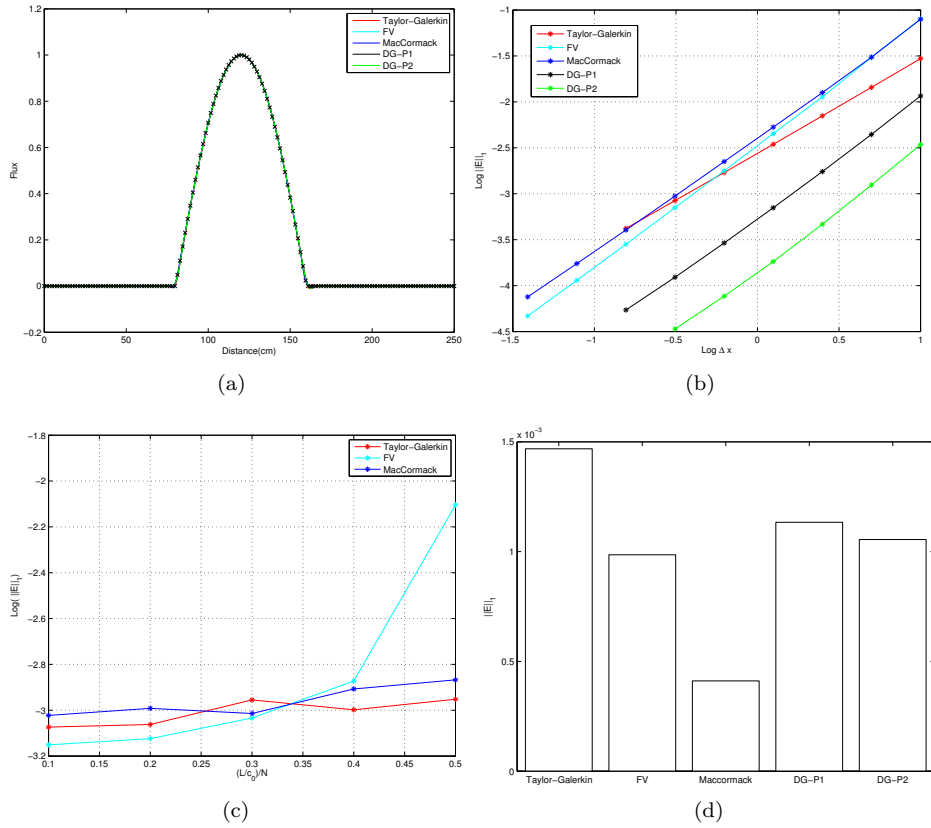 1.2
1
0.8
0.6
0.4
0.2
0
−0.2
Flux
0 50 100 150 200 250
Distance(cm)
Taylor−Galerkin
FV
MacCormack
DG−P1
DG−P2
(a)
−1
−1.5
−2
−2.5
−3
−3.5
−4
−4.5
Log ||E||1
−1.5 −1 −0.5 0 0.5 1
Log Δ x
Taylor−Galerkin
FV
MacCormack
DG−P1
DG−P2
(b)
−1.8
−2
−2.2
−2.4
−2.6
−2.8
−3
−3.2
Log( ||E||1)
0.1 0.15 0.2 0.25 0.3 0.35 0.4 0.45 0.5
(L/c0)/N
Taylor−Galerkin
FV
MacCormack
(c)
x 10−3
1.5
1
0.5
0
||E||1
Taylor−Galerkin FV Maccormack DG−P1 DG−P2
(d)